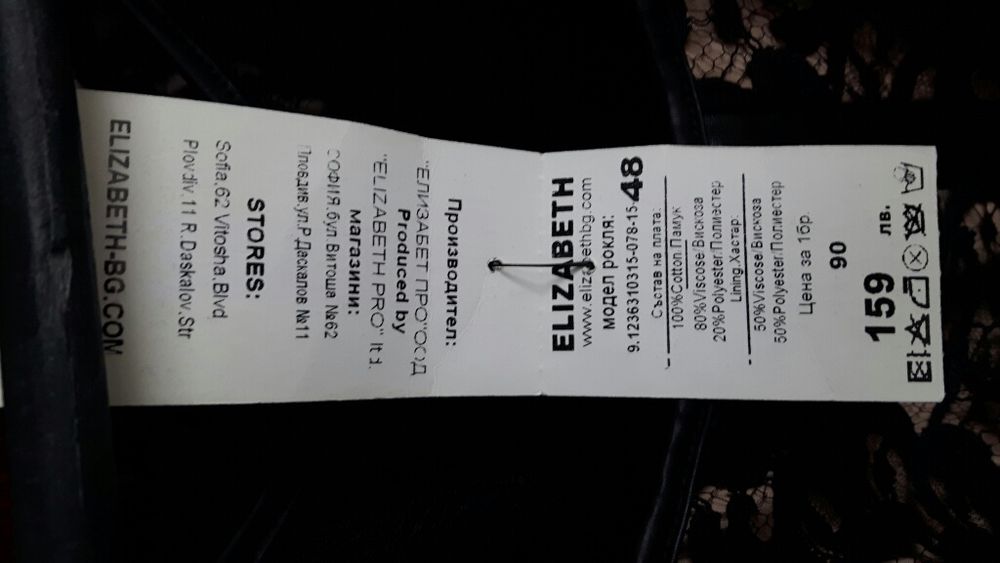 ELIZABETH
www.elizabethbg.com
модел рокля:
9.1236310315-078-15-48
Състав на плата:
100%Cotton.Памук
80%Viscose/Вискоза
20%Polyester/Полиестер
Lining.Хастер:
50%Viscose/Вискоза
50%Polyester/Полиестер
Цена за 1бр.
90
159 лв.
Производител:
"ЕЛИЗАБЕТ ПРО"ООД
Produced by
"ELIZABETH PRO" ltd.
магазини:
СОФИЯ.бул Витоша №62
Пловдив.ул.Р.Даскалов №11
STORES:
Sofia,62 Vitosha.Blvd
Plovdiv.11 R.Daskalov.Str
ELIZABETH-BG.COM